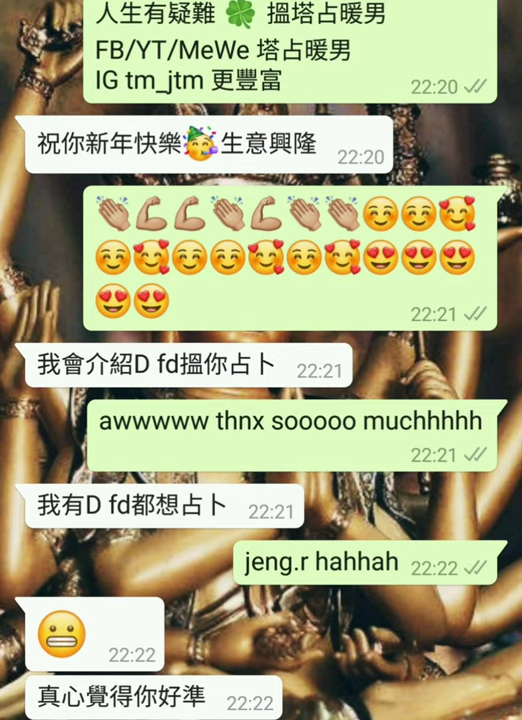 人生有疑難 🍀 搵塔占暖男
FB/YT/MeWe 塔占暖男
IG tm_jtm 更豐富
22:20
祝你新年快樂🥳生意興隆
22:20
👏🏽💪🏽💪🏽👏🏽💪🏽👏🏽👏🏽☺️☺️🥰
☺️🥰☺️☺️🥰☺️🥰😍😍😍
😍😍
22:21
我會介紹D fd搵你占卜
22:21
awwwww thnx sooooo muchhhhh
22:21
我有D fd都想占卜
22:21
jeng.r hahhah
22:22
😬
22:22
真心覺得你好準
22:22